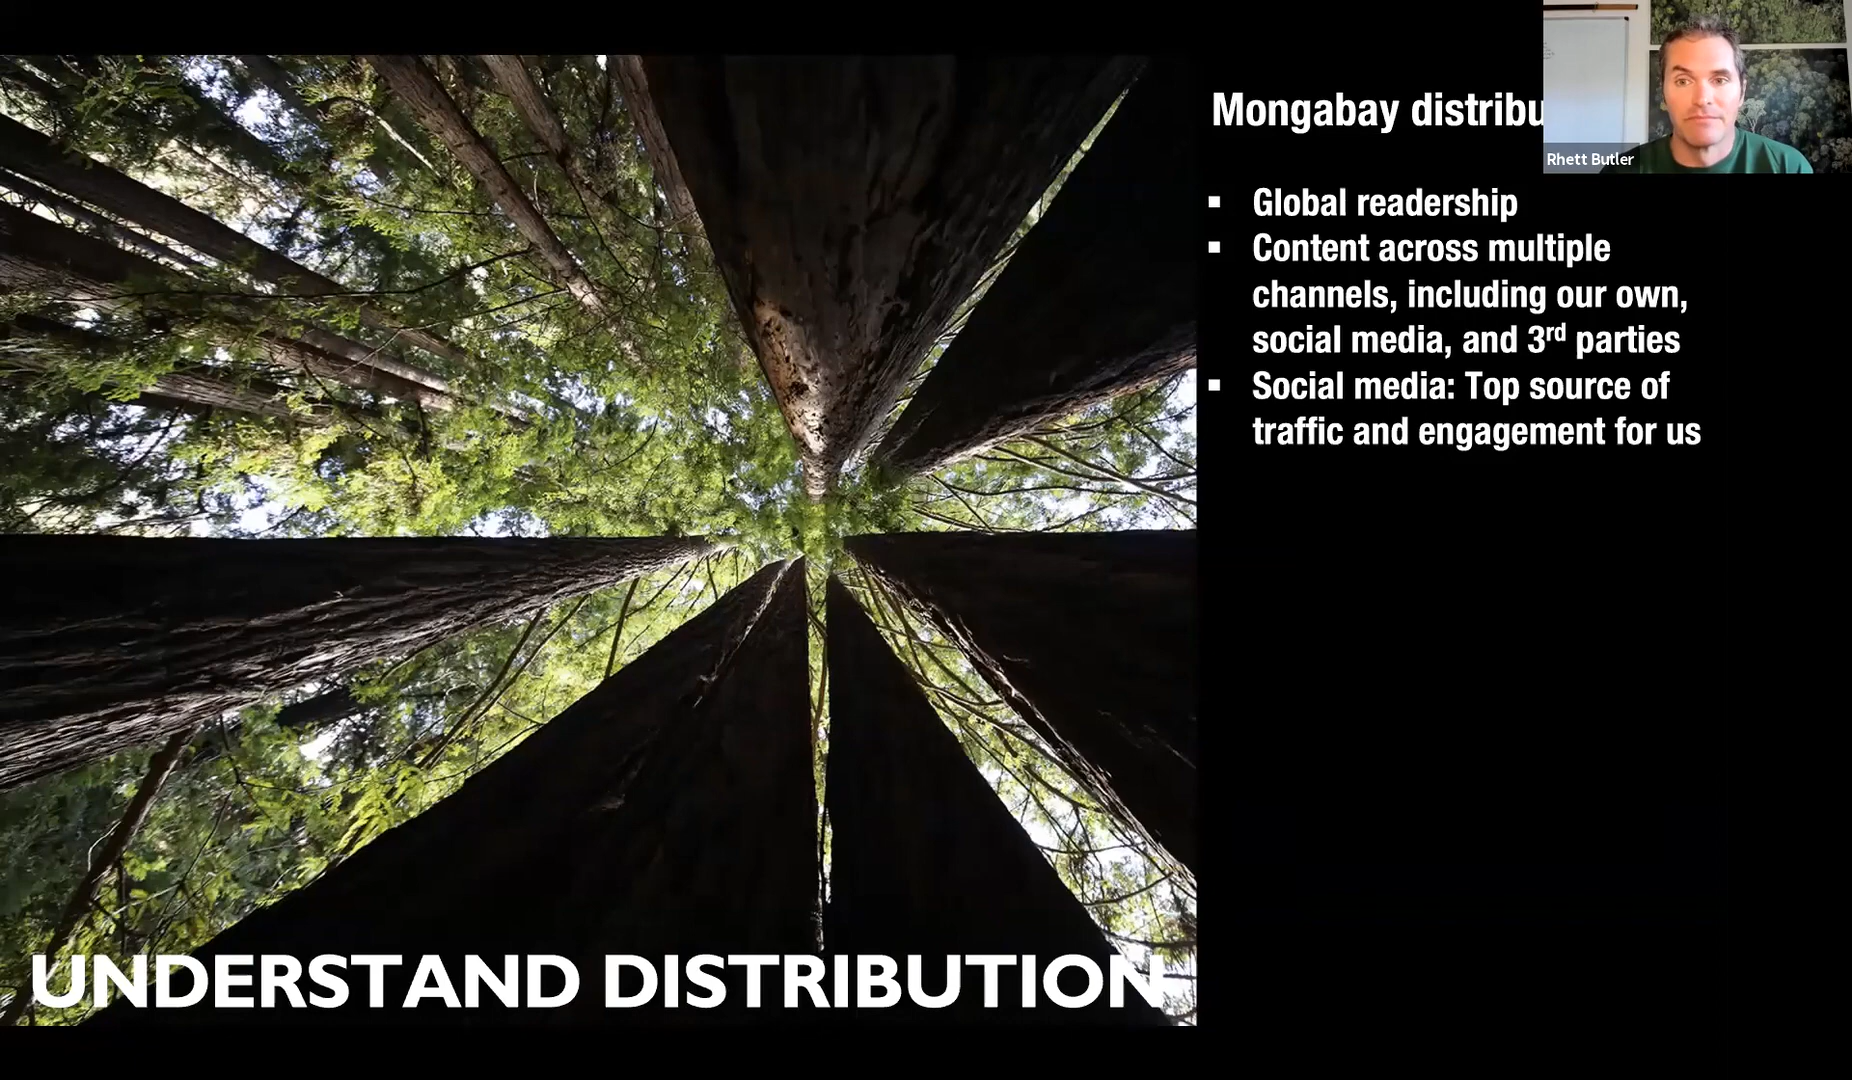 Mongabay distribu
Rhett Butler
▪ Global readership
▪ Content across multiple
channels, including our own,
social media, and 3rd parties
▪ Social media: Top source of
traffic and engagement for us
UNDERSTAND DISTRIBUTION